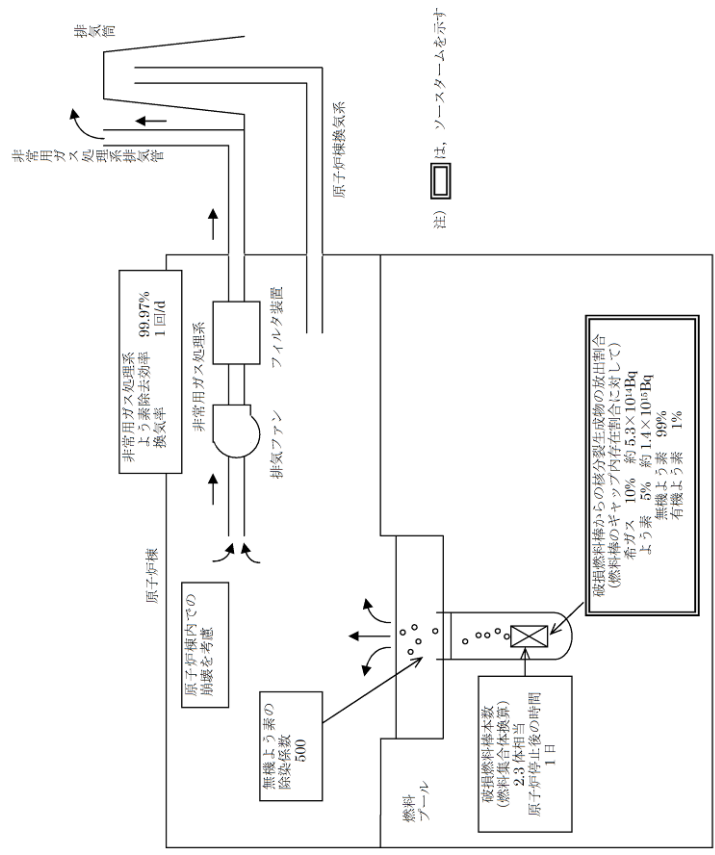 原子炉棟
非常用ガス処理系
よう素除去効率 99.97%
換気率 1回/d
非常用ガス処理系排気管
排気筒
原子炉棟内での
崩壊を考慮
非常用ガス処理系
排気ファン
フィルタ装置
原子炉棟換気系
無機よう素の
除染係数
500
燃料
プール
破損燃料棒本数
(燃料集合体換算)
2.3体相当
原子炉停止後の時間
1日
破損燃料棒からの核分裂生成物の放出割合
(燃料棒のギャップ内存在割合に対して)
希ガス 10% 約5.3×10¹⁴Bq
よう素 5% 約1.4×10¹⁵Bq
無機よう素 99%
有機よう素 1%
注) は，ソースタームを示す